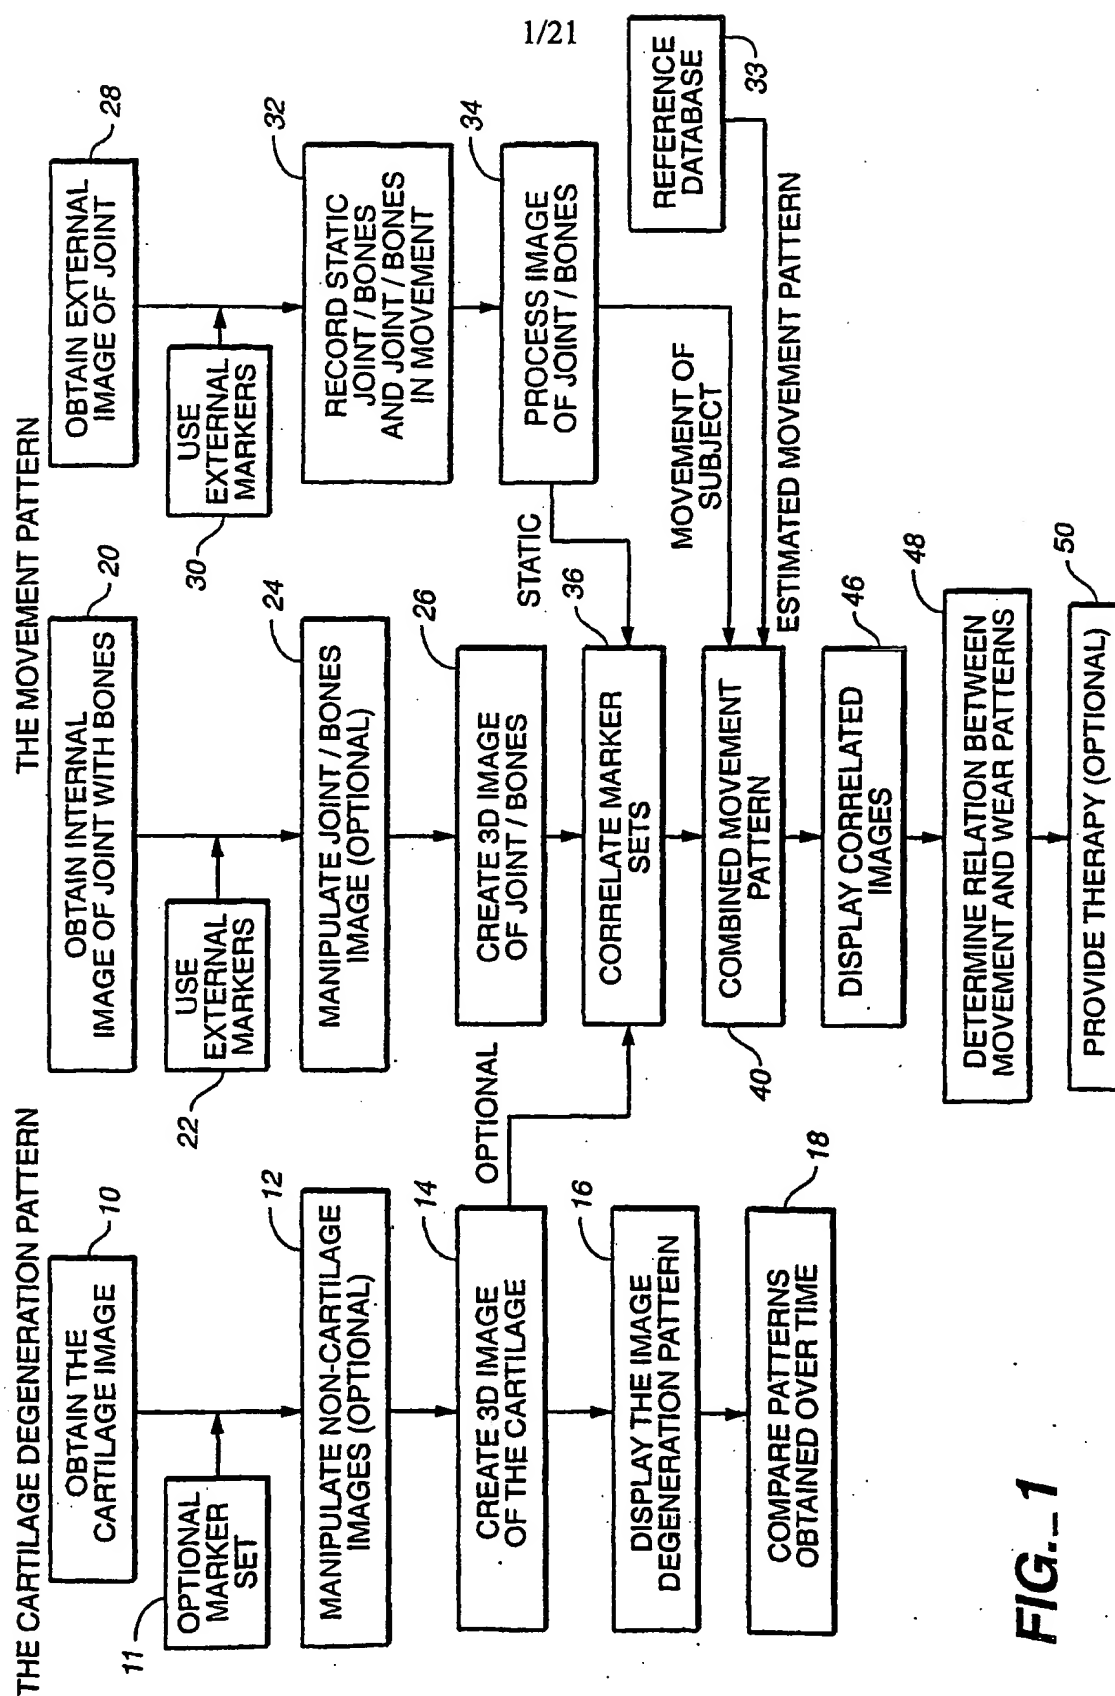 1/21
THE CARTILAGE DEGENERATION PATTERN
OBTAIN THE
CARTILAGE IMAGE
10
OPTIONAL
MARKER
SET
11
MANIPULATE NON-CARTILAGE
IMAGES (OPTIONAL)
12
CREATE 3D IMAGE
OF THE CARTILAGE
14
OPTIONAL
DISPLAY THE IMAGE
DEGENERATION PATTERN
16
COMPARE PATTERNS
OBTAINED OVER TIME
18
THE MOVEMENT PATTERN
OBTAIN INTERNAL
IMAGE OF JOINT WITH BONES
20
USE
EXTERNAL
MARKERS
22
MANIPULATE JOINT / BONES
IMAGE (OPTIONAL)
24
CREATE 3D IMAGE
OF JOINT / BONES
26
CORRELATE MARKER
SETS
36
COMBINED MOVEMENT
PATTERN
40
DISPLAY CORRELATED
IMAGES
46
DETERMINE RELATION BETWEEN
MOVEMENT AND WEAR PATTERNS
48
PROVIDE THERAPY (OPTIONAL)
50
OBTAIN EXTERNAL
IMAGE OF JOINT
28
USE
EXTERNAL
MARKERS
30
RECORD STATIC
JOINT / BONES
AND JOINT / BONES
IN MOVEMENT
32
PROCESS IMAGE
OF JOINT / BONES
34
STATIC
MOVEMENT OF
SUBJECT
REFERENCE
DATABASE
33
ESTIMATED MOVEMENT PATTERN
FIG._1